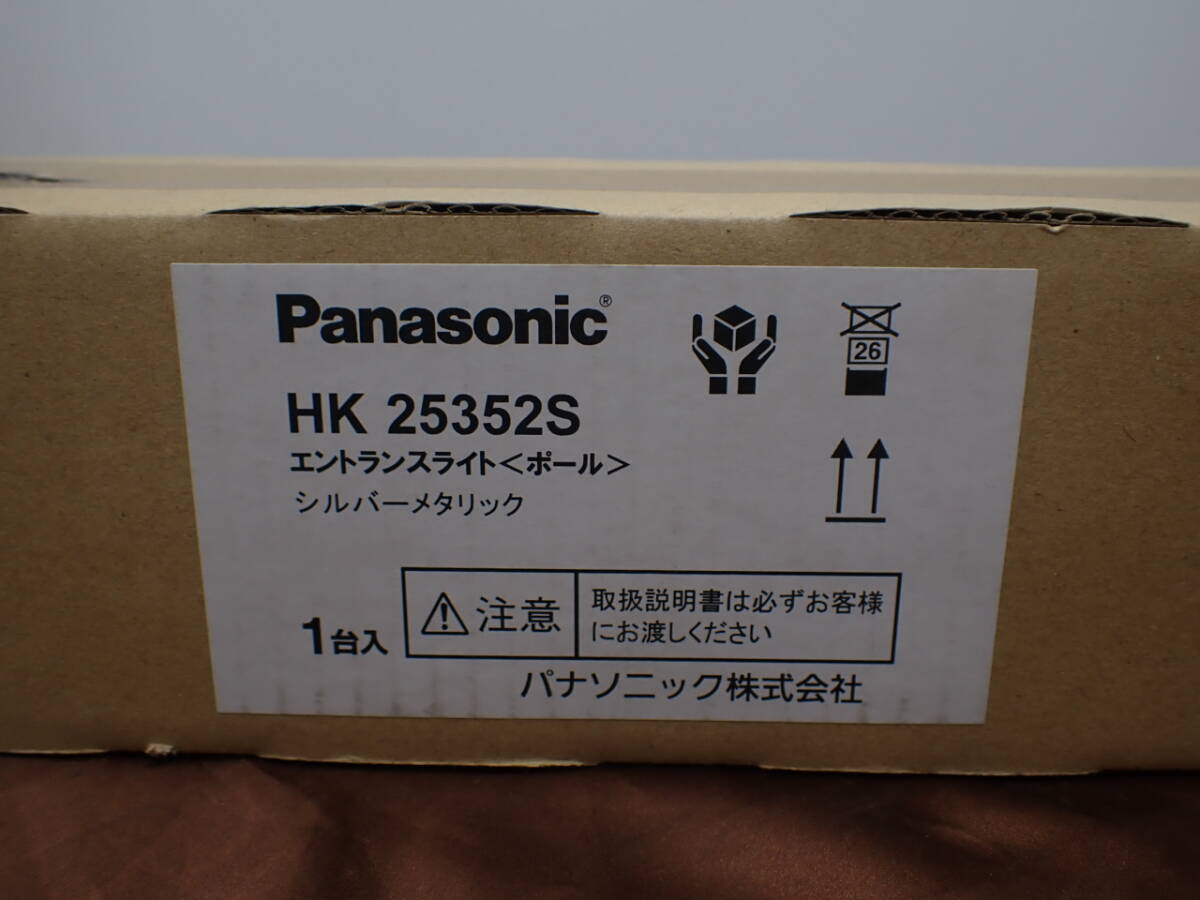 Panasonic®
HK 25352S
エントランスライト<ポール>
シルバーメタリック
26
1台入
注意
取扱説明書は必ずお客様
にお渡しください
パナソニック株式会社